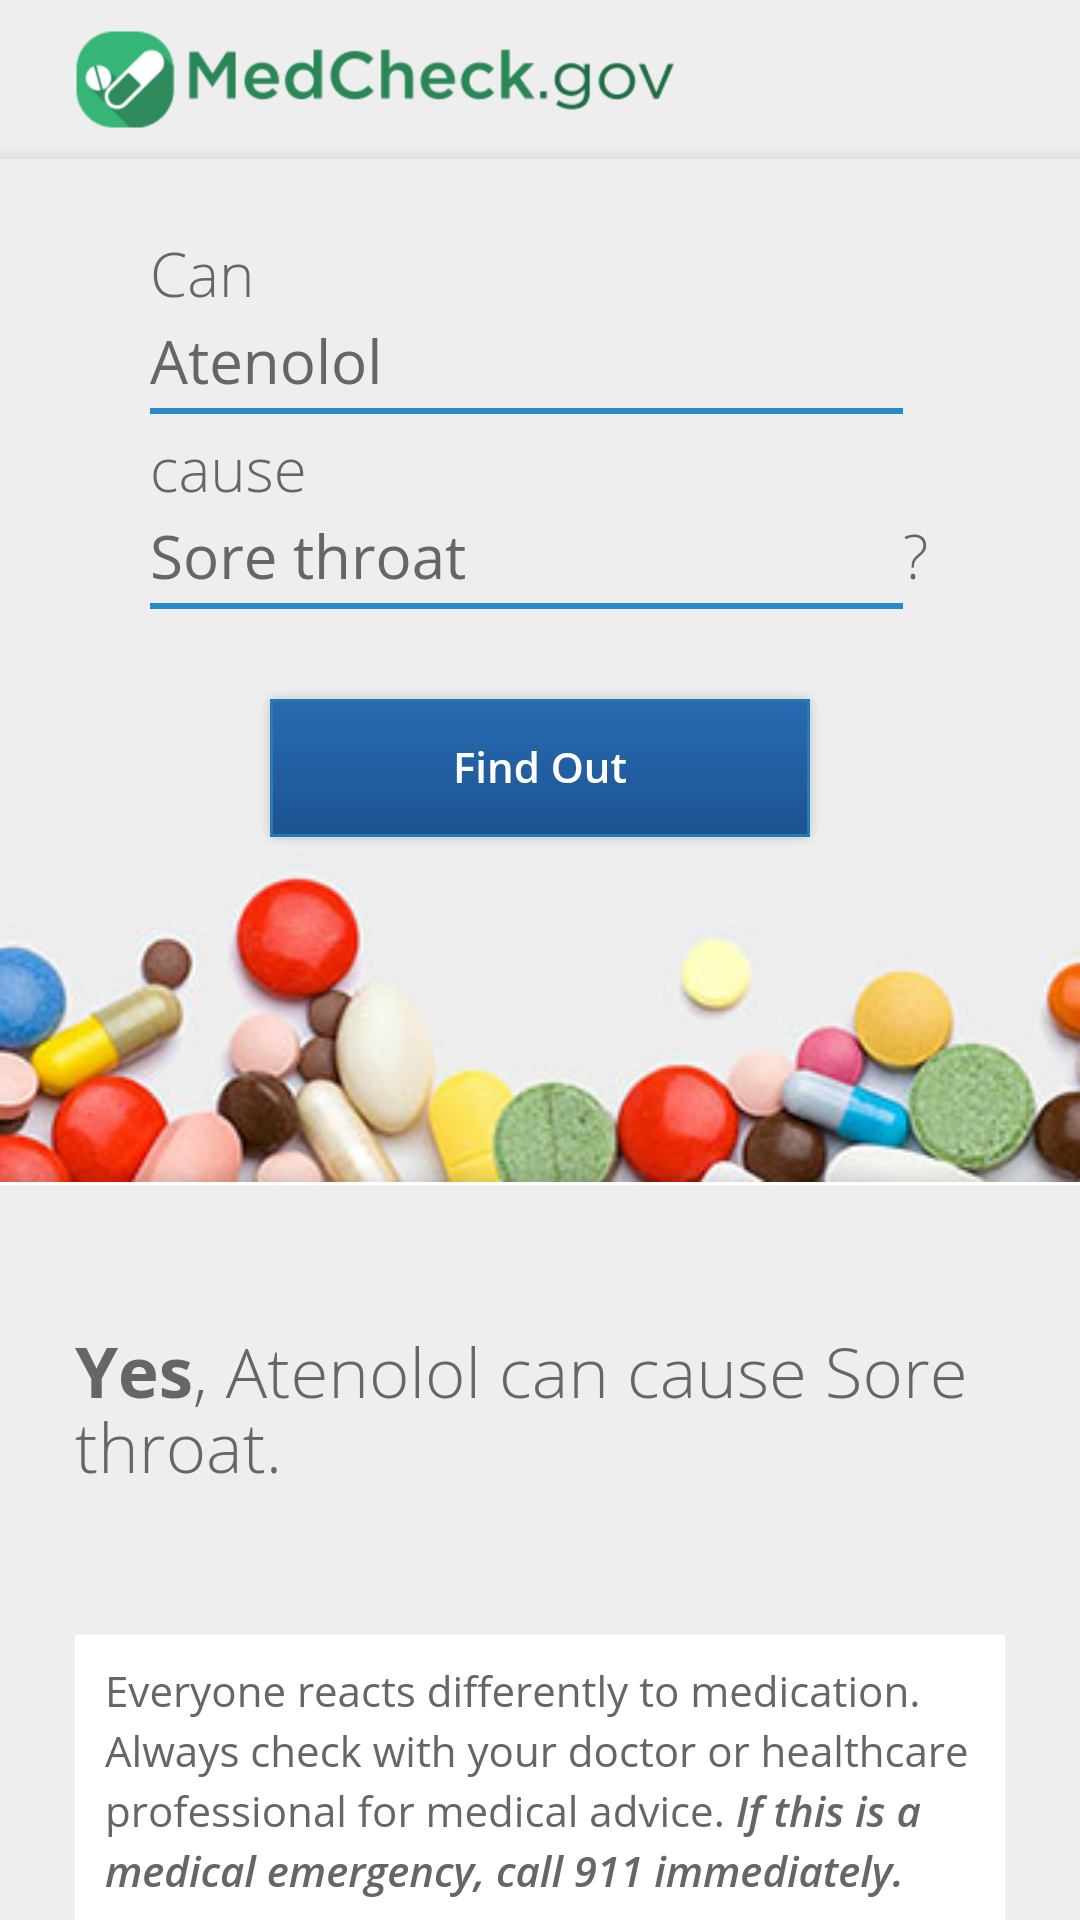 MedCheck.gov
Can
Atenolol
cause
Sore throat ?
Find Out
Yes, Atenolol can cause Sore
throat.
Everyone reacts differently to medication.
Always check with your doctor or healthcare
professional for medical advice. If this is a
medical emergency, call 911 immediately.